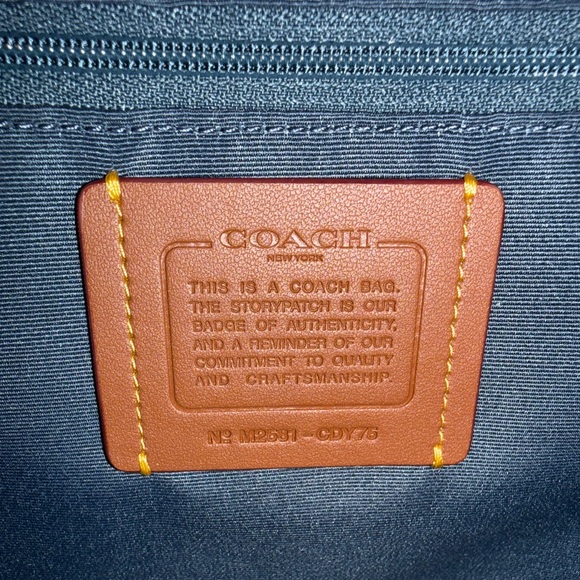 COACH
NEW YORK
THIS IS A COACH BAG.
THE STORYPATCH IS OUR
BADGE OF AUTHENTICITY,
AND A REMINDER OF OUR
COMMITMENT TO QUALITY
AND CRAFTSMANSHIP.
Nº M2531-CDY75